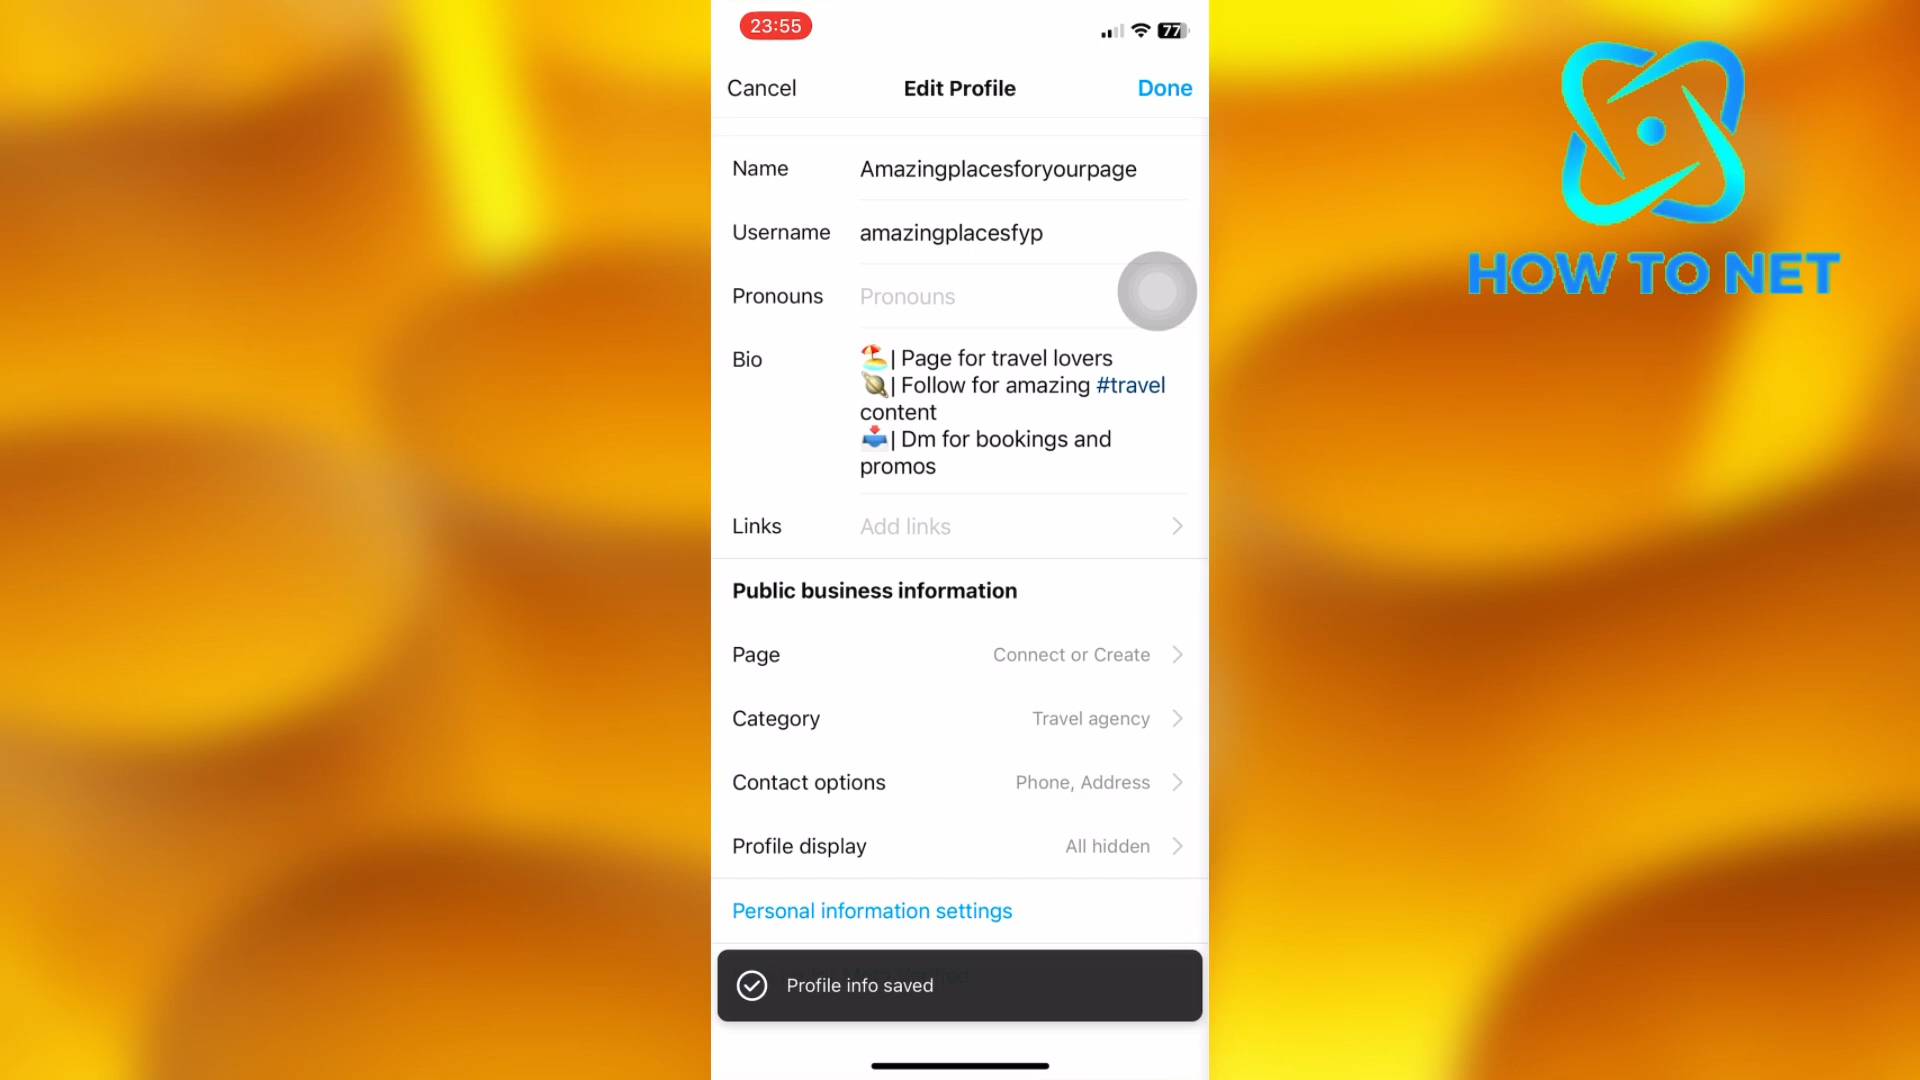 23:55
77
Cancel
Edit Profile
Done
HOW TO NET
Name
Amazingplacesforyourpage
Username
amazingplacesfyp
Pronouns
Pronouns
Bio
🏖️| Page for travel lovers
🪐| Follow for amazing #travel
content
📥| Dm for bookings and
promos
Links
Add links
Public business information
Page
Connect or Create
Category
Travel agency
Contact options
Phone, Address
Profile display
All hidden
Personal information settings
Profile info saved